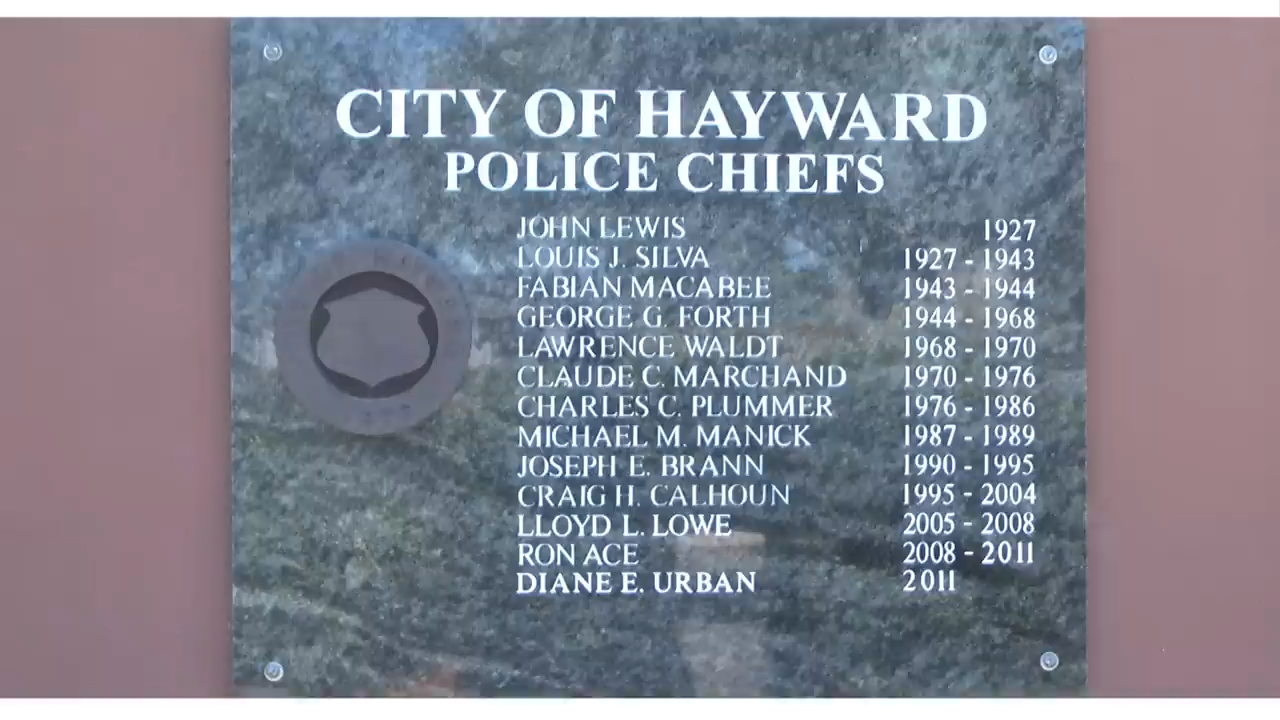 CITY OF HAYWARD
POLICE CHIEFS
JOHN LEWIS 1927
LOUIS J. SILVA 1927 - 1943
FABIAN MACABEE 1943 - 1944
GEORGE G. FORTH 1944 - 1968
LAWRENCE WALDT 1968 - 1970
CLAUDE C. MARCHAND 1970 - 1976
CHARLES C. PLUMMER 1976 - 1986
MICHAEL M. MANICK 1987 - 1989
JOSEPH E. BRANN 1990 - 1995
CRAIG H. CALHOUN 1995 - 2004
LLOYD L. LOWE 2005 - 2008
RON ACE 2008 - 2011
DIANE E. URBAN 2011